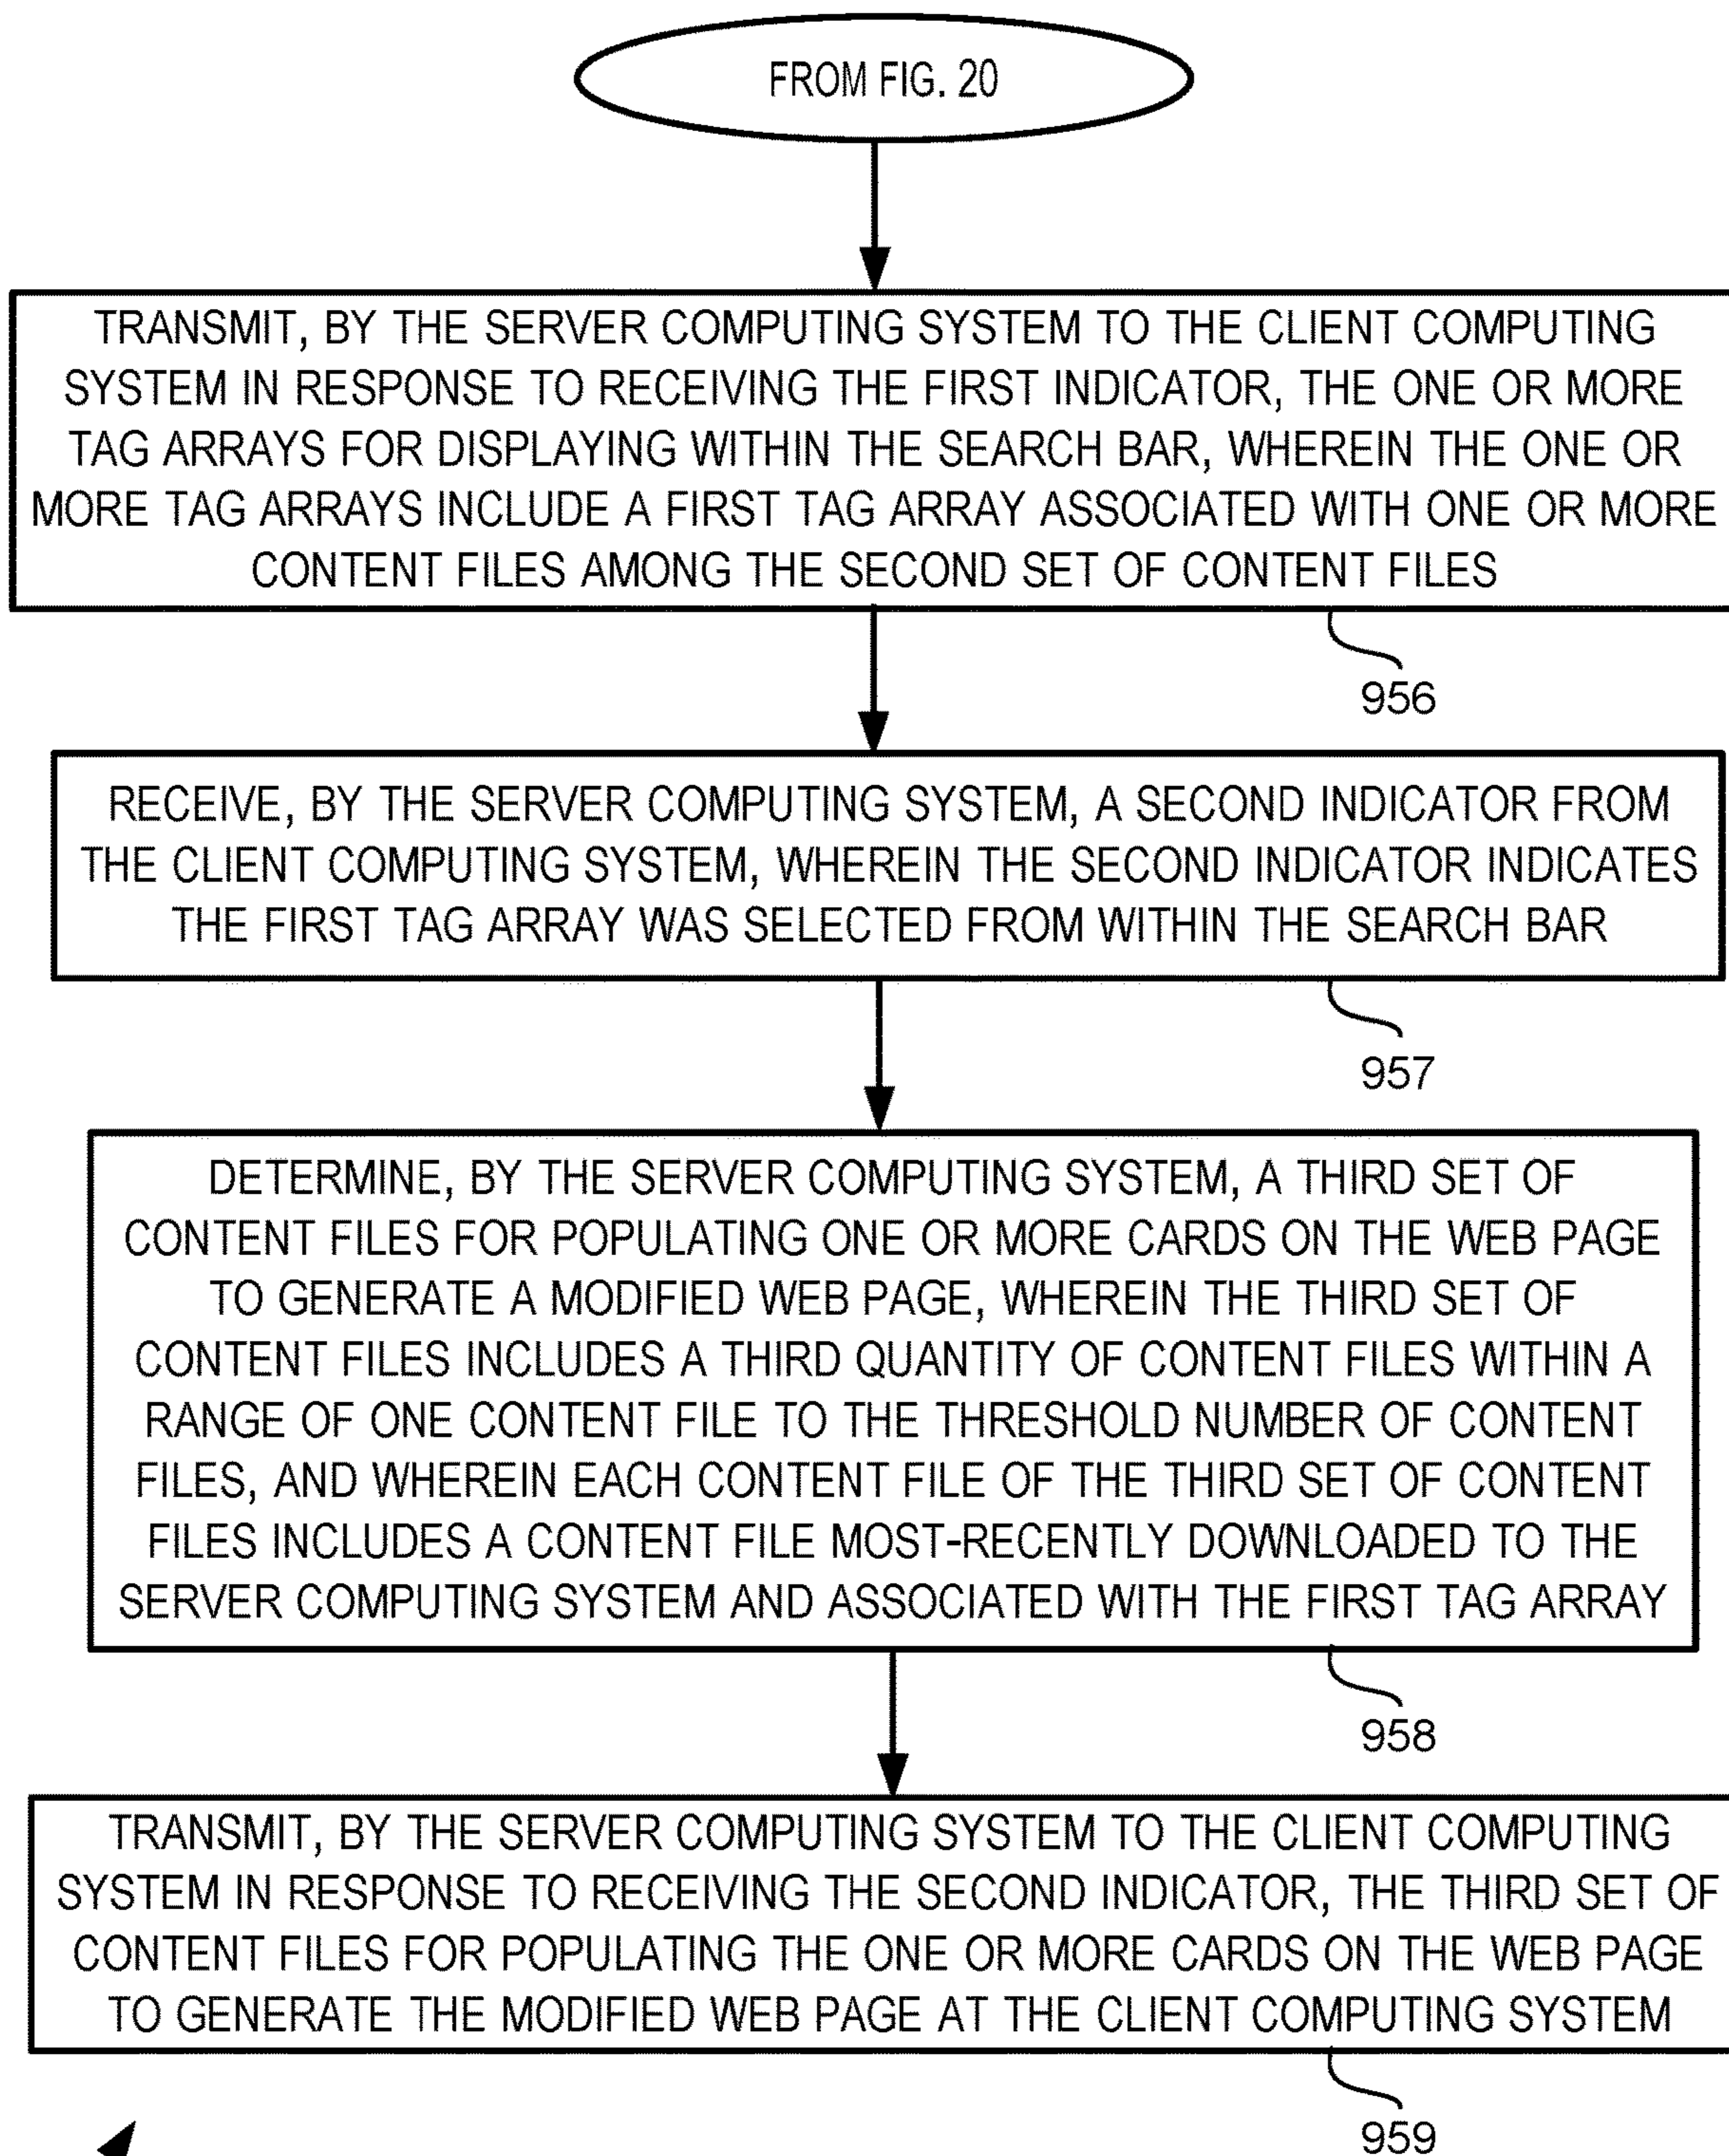 FROM FIG. 20
TRANSMIT, BY THE SERVER COMPUTING SYSTEM TO THE CLIENT COMPUTING
SYSTEM IN RESPONSE TO RECEIVING THE FIRST INDICATOR, THE ONE OR MORE
TAG ARRAYS FOR DISPLAYING WITHIN THE SEARCH BAR, WHEREIN THE ONE OR
MORE TAG ARRAYS INCLUDE A FIRST TAG ARRAY ASSOCIATED WITH ONE OR MORE
CONTENT FILES AMONG THE SECOND SET OF CONTENT FILES
956
RECEIVE, BY THE SERVER COMPUTING SYSTEM, A SECOND INDICATOR FROM
THE CLIENT COMPUTING SYSTEM, WHEREIN THE SECOND INDICATOR INDICATES
THE FIRST TAG ARRAY WAS SELECTED FROM WITHIN THE SEARCH BAR
957
DETERMINE, BY THE SERVER COMPUTING SYSTEM, A THIRD SET OF
CONTENT FILES FOR POPULATING ONE OR MORE CARDS ON THE WEB PAGE
TO GENERATE A MODIFIED WEB PAGE, WHEREIN THE THIRD SET OF
CONTENT FILES INCLUDES A THIRD QUANTITY OF CONTENT FILES WITHIN A
RANGE OF ONE CONTENT FILE TO THE THRESHOLD NUMBER OF CONTENT
FILES, AND WHEREIN EACH CONTENT FILE OF THE THIRD SET OF CONTENT
FILES INCLUDES A CONTENT FILE MOST-RECENTLY DOWNLOADED TO THE
SERVER COMPUTING SYSTEM AND ASSOCIATED WITH THE FIRST TAG ARRAY
958
TRANSMIT, BY THE SERVER COMPUTING SYSTEM TO THE CLIENT COMPUTING
SYSTEM IN RESPONSE TO RECEIVING THE SECOND INDICATOR, THE THIRD SET OF
CONTENT FILES FOR POPULATING THE ONE OR MORE CARDS ON THE WEB PAGE
TO GENERATE THE MODIFIED WEB PAGE AT THE CLIENT COMPUTING SYSTEM
959